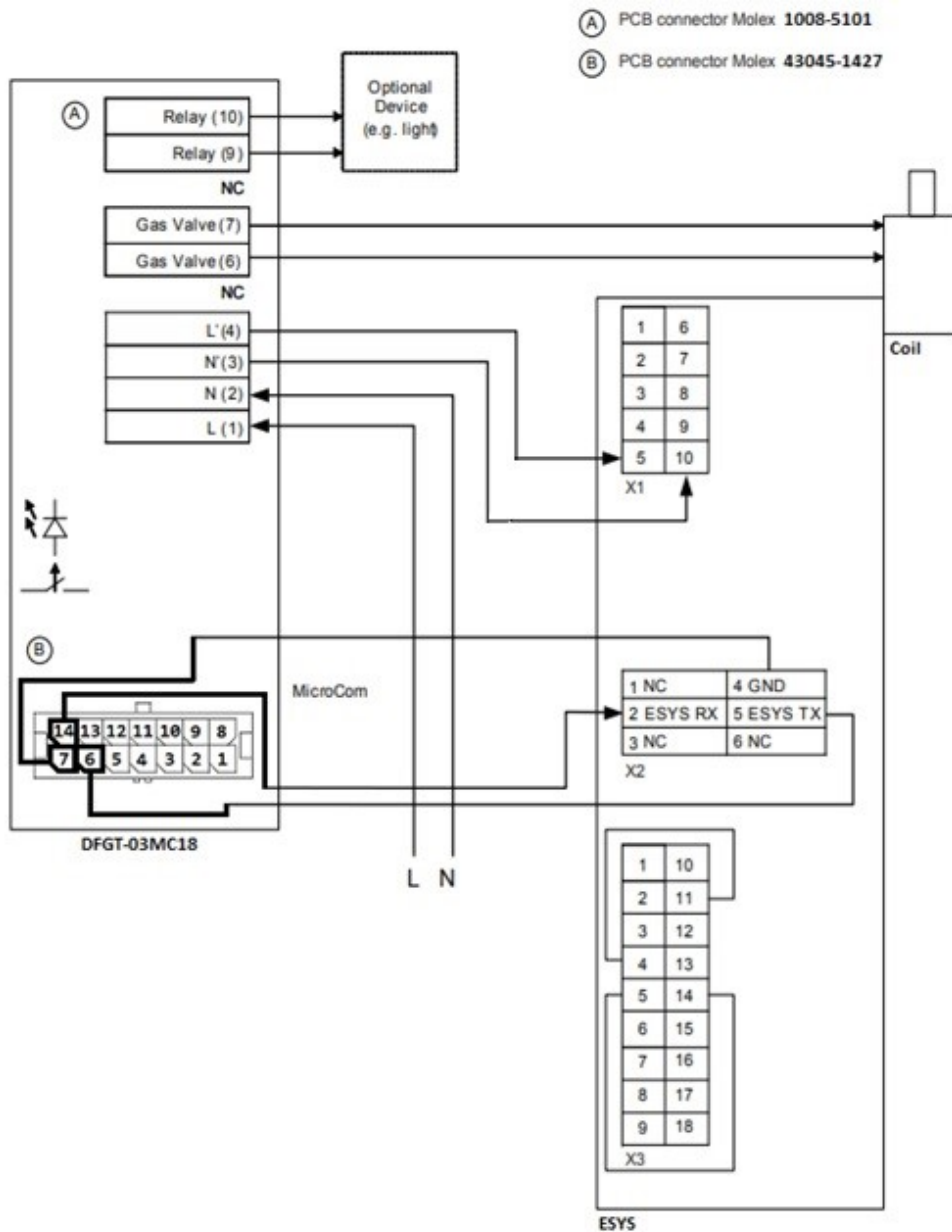 A PCB connector Molex 1008-5101
B PCB connector Molex 43045-1427
A
Relay (10)
Relay (9)
NC
Gas Valve (7)
Gas Valve (6)
NC
L' (4)
N' (3)
N (2)
L (1)
Optional
Device
(e.g. light)
Coil
1 6
2 7
3 8
4 9
5 10
X1
B
MicroCom
14 13 12 11 10 9 8
7 6 5 4 3 2 1
DFGT-03MC18
L N
1 NC 4 GND
2 ESYS RX 5 ESYS TX
3 NC 6 NC
X2
1 10
2 11
3 12
4 13
5 14
6 15
7 16
8 17
9 18
X3
ESYS